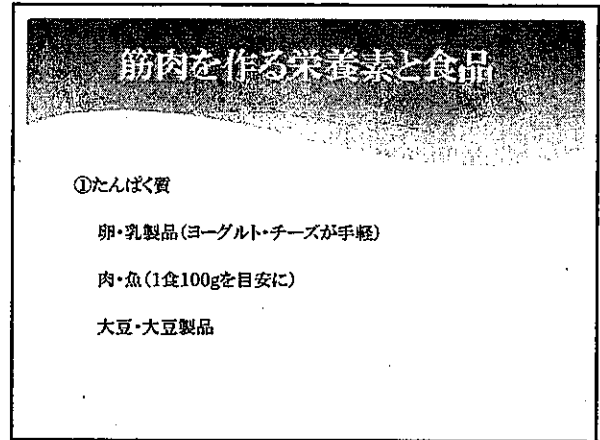 筋肉を作る栄養素と食品
①たんぱく質
卵・乳製品(ヨーグルト・チーズが手軽)
肉・魚(1食100gを目安に)
大豆・大豆製品